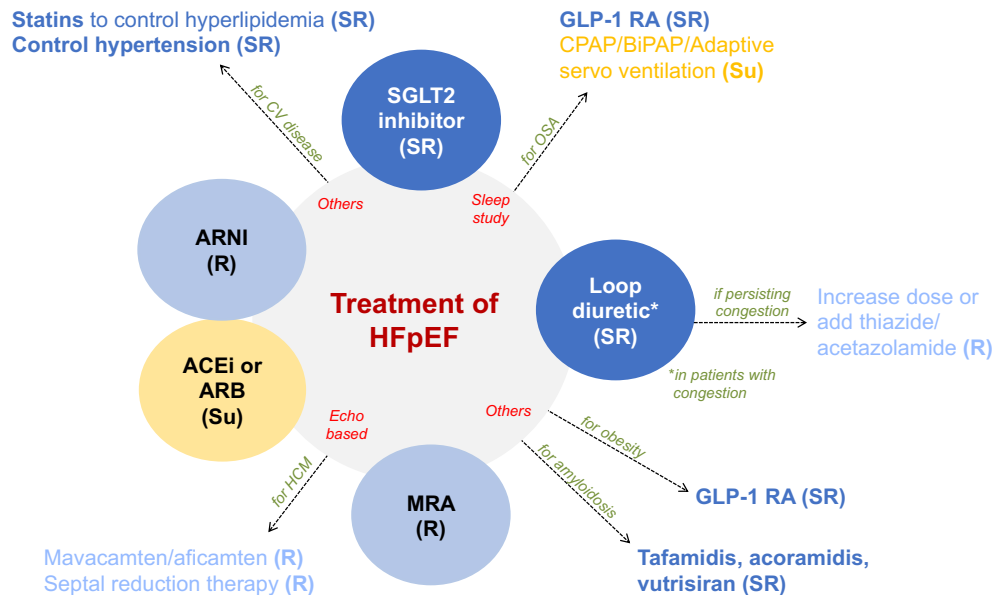 Statins to control hyperlipidemia (SR)
Control hypertension (SR)
GLP-1 RA (SR)
CPAP/BiPAP/Adaptive
servo ventilation (Su)
for CV disease
SGLT2
inhibitor
(SR)
for OSA
Others
Sleep
study
ARNI
(R)
Treatment of
HFpEF
Loop
diuretic*
(SR)
if persisting
congestion
Increase dose or
add thiazide/
acetazolamide (R)
*in patients with
congestion
ACEi or
ARB
(Su)
Echo
based
Others
for HCM
MRA
(R)
for obesity
for amyloidosis
GLP-1 RA (SR)
Mavacamten/aficamten (R)
Septal reduction therapy (R)
Tafamidis, acoramidis,
vutrisiran (SR)